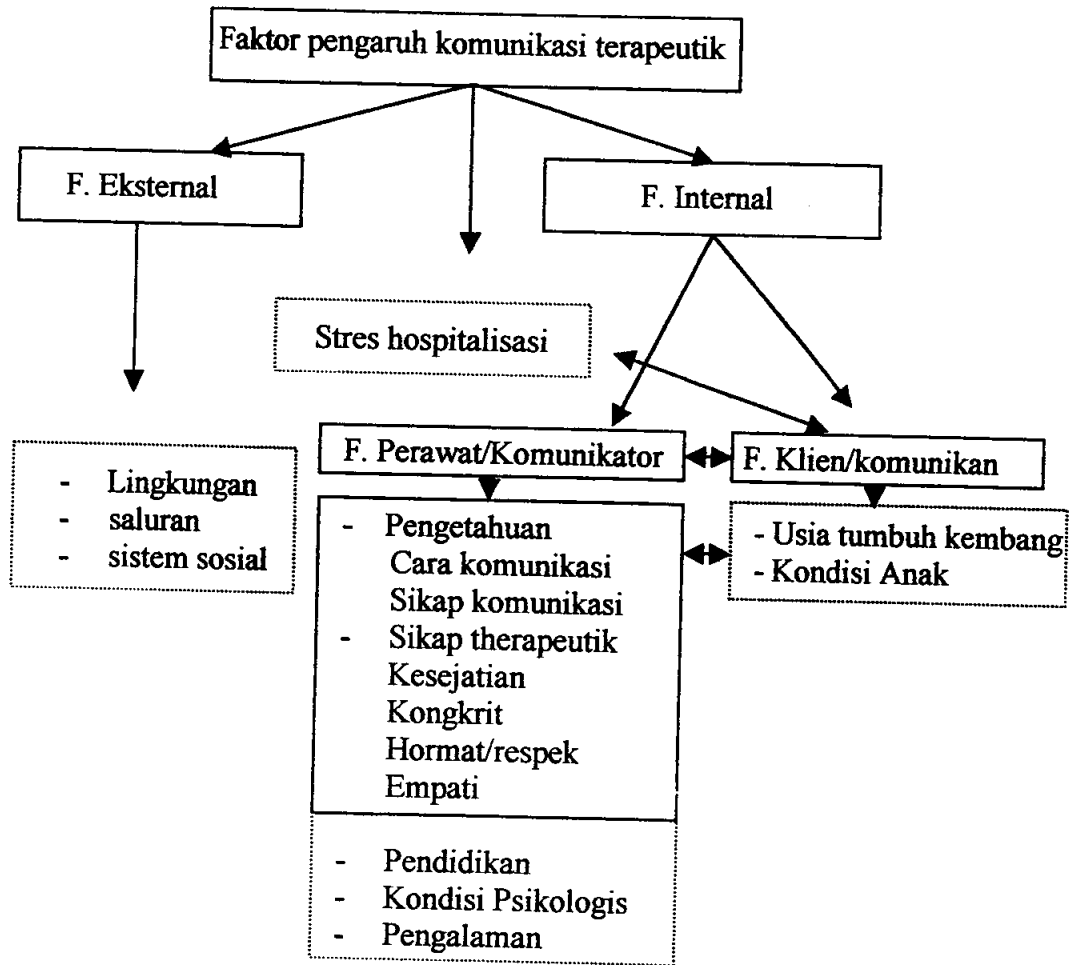 Faktor pengaruh komunikasi terapeutik
F. Eksternal
F. Internal
Stres hospitalisasi
F. Perawat/Komunikator
F. Klien/komunikan
- Lingkungan
- saluran
- sistem sosial
- Pengetahuan
Cara komunikasi
Sikap komunikasi
- Sikap therapeutik
Kesejatian
Kongkrit
Hormat/respek
Empati
- Pendidikan
- Kondisi Psikologis
- Pengalaman
- Usia tumbuh kembang
- Kondisi Anak